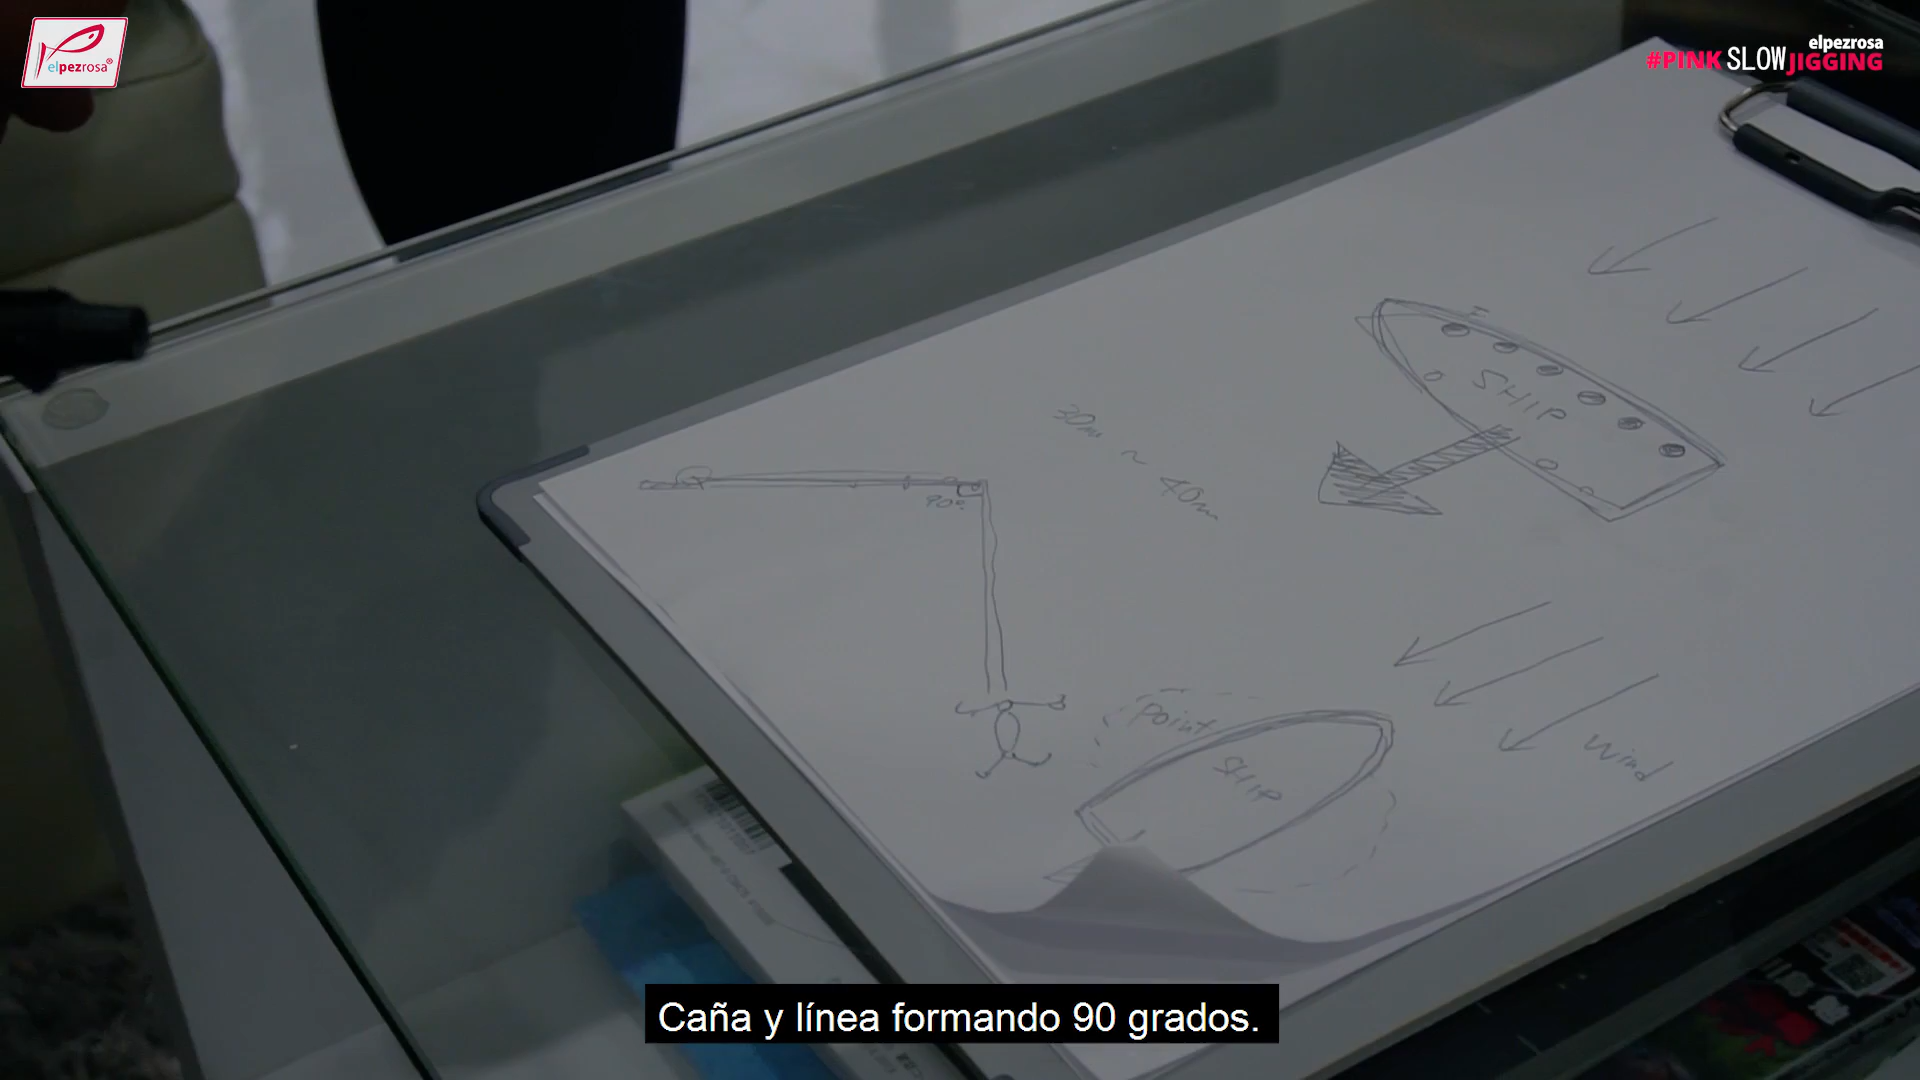 elpezrosa®
elpezrosa
#PINK SLOW JIGGING
SHIP
30m ~ 40m
90°
Point
SHIP
Wind
Caña y línea formando 90 grados.